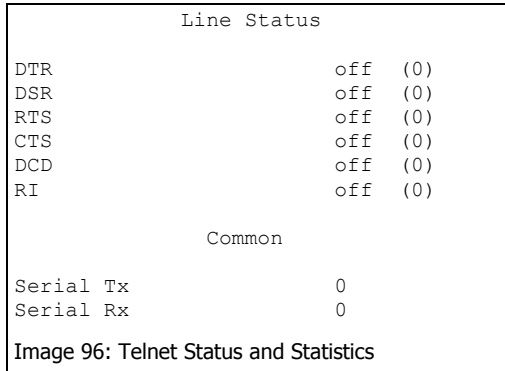 Line Status
DTR off (0)
DSR off (0)
RTS off (0)
CTS off (0)
DCD off (0)
RI off (0)
Common
Serial Tx 0
Serial Rx 0
Image 96: Telnet Status and Statistics